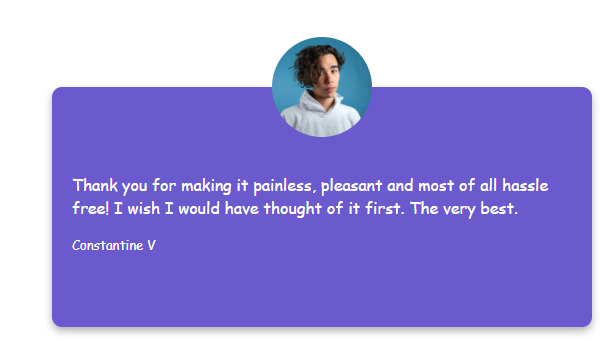 Thank you for making it painless, pleasant and most of all hassle
free! I wish I would have thought of it first. The very best.
Constantine V